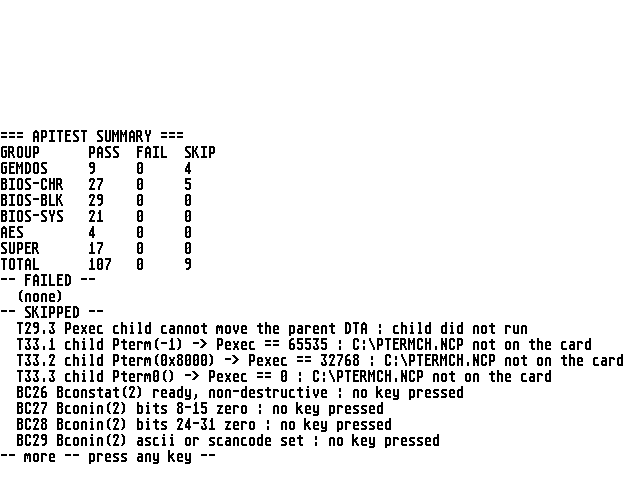 === APITEST SUMMARY ===
GROUP PASS FAIL SKIP
GEMDOS 9 0 4
BIOS-CHR 27 0 5
BIOS-BLK 29 0 0
BIOS-SYS 21 0 0
AES 4 0 0
SUPER 17 0 0
TOTAL 107 0 9
-- FAILED --
(none)
-- SKIPPED --
T29.3 Pexec child cannot move the parent DTA : child did not run
T33.1 child Pterm(-1) -> Pexec == 65535 : C:\PTERMCH.NCP not on the card
T33.2 child Pterm(0x8000) -> Pexec == 32768 : C:\PTERMCH.NCP not on the card
T33.3 child Pterm0() -> Pexec == 0 : C:\PTERMCH.NCP not on the card
BC26 Bconstat(2) ready, non-destructive : no key pressed
BC27 Bconin(2) bits 8-15 zero : no key pressed
BC28 Bconin(2) bits 24-31 zero : no key pressed
BC29 Bconin(2) ascii or scancode set : no key pressed
-- more -- press any key --